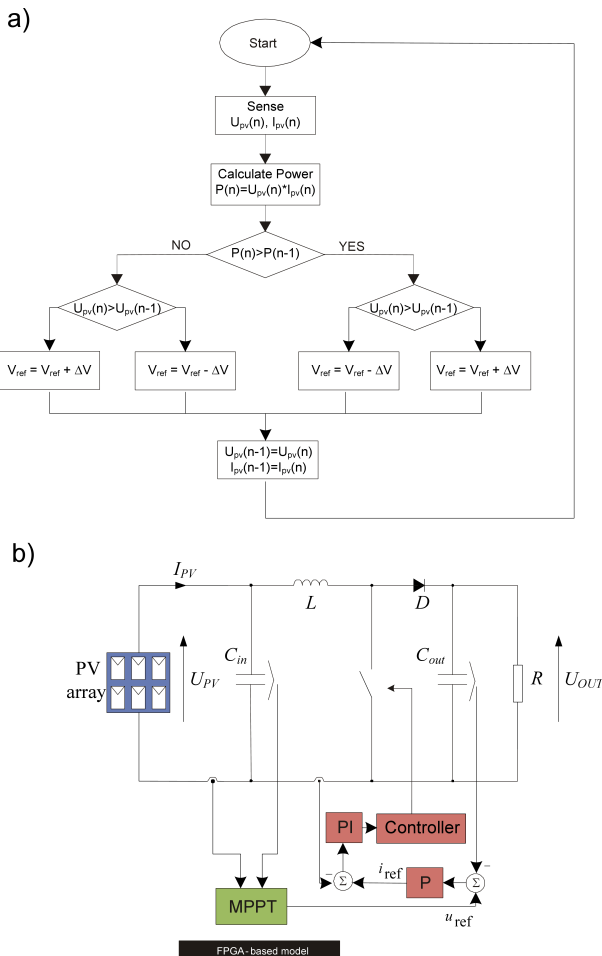 a)
Start
Sense
Upv(n), Ipv(n)
Calculate Power
P(n)=Upv(n)*Ipv(n)
NO
P(n)>P(n-1)
YES
Upv(n)>Upv(n-1)
Upv(n)>Upv(n-1)
Vref = Vref + ΔV
Vref = Vref - ΔV
Vref = Vref - ΔV
Vref = Vref + ΔV
Upv(n-1)=Upv(n)
Ipv(n-1)=Ipv(n)
b)
IPV
L
D
PV
array
UPV
Cin
Cout
R
UOUT
PI
Controller
-
Σ
iref
P
-
Σ
MPPT
uref
FPGA-based model